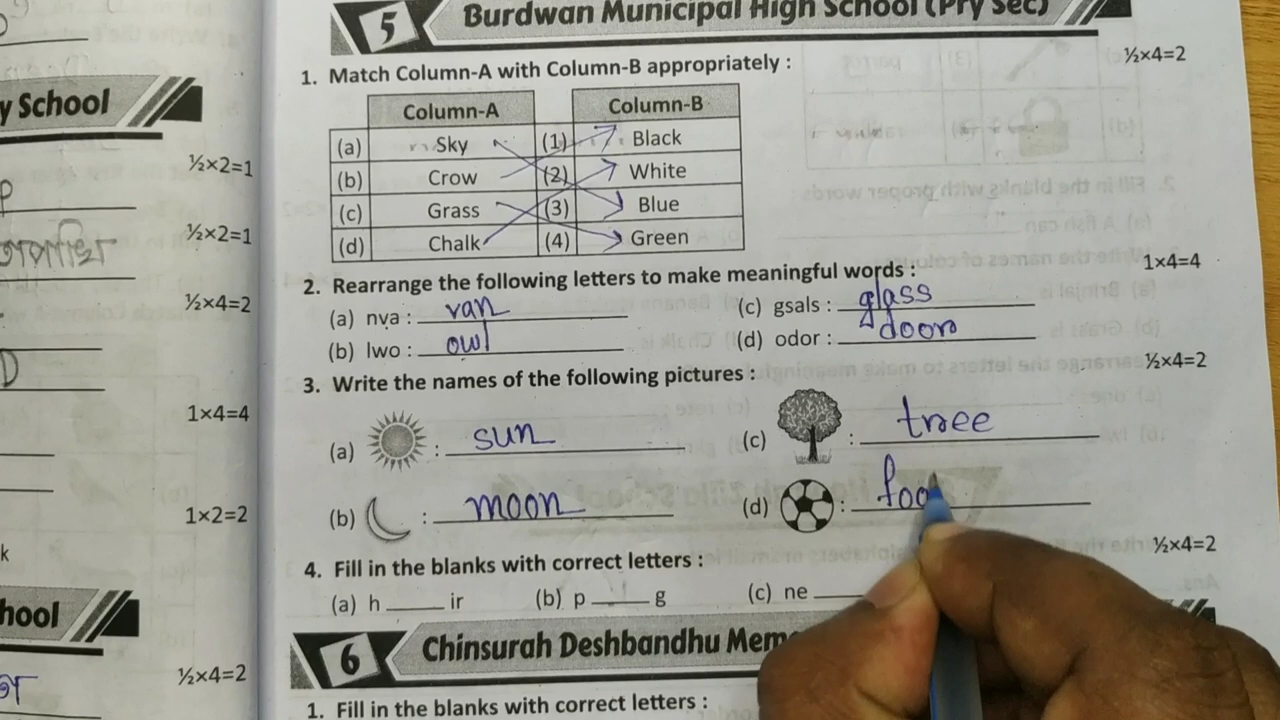 y School
½×2=1
½×2=1
½×4=2
1×4=4
1×2=2
k
hool
½×4=2
5 Burdwan Municipal High School (Pry Sec)
1. Match Column-A with Column-B appropriately : ½×4=2
Column-A Column-B
(a) Sky (1) Black
(b) Crow (2) White
(c) Grass (3) Blue
(d) Chalk (4) Green
2. Rearrange the following letters to make meaningful words : 1×4=4
(a) nva : van (c) gsals : glass
(b) lwo : owl (d) odor : door
3. Write the names of the following pictures : ½×4=2
(a) : sun (c) : tree
(b) : moon (d) : foo
4. Fill in the blanks with correct letters : ½×4=2
(a) h____ir (b) p____g (c) ne____
6 Chinsurah Deshbandhu Mem
1. Fill in the blanks with correct letters :